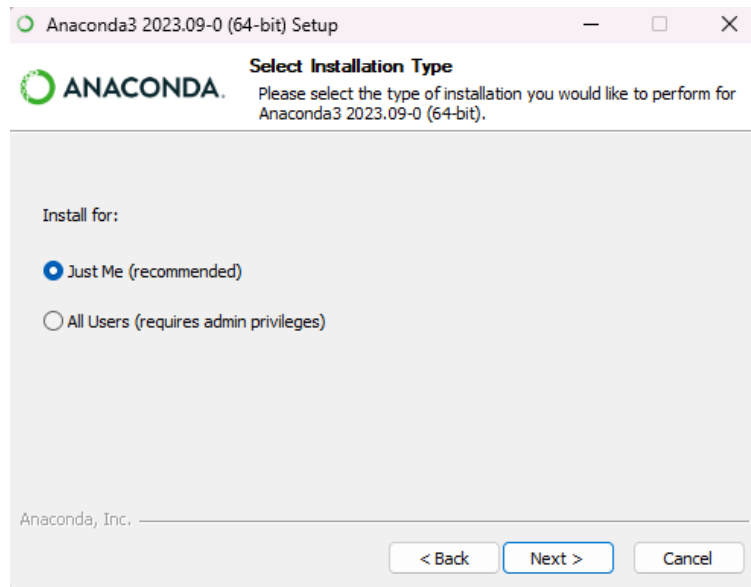 Anaconda3 2023.09-0 (64-bit) Setup
ANACONDA.
Select Installation Type
Please select the type of installation you would like to perform for
Anaconda3 2023.09-0 (64-bit).
Install for:
Just Me (recommended)
All Users (requires admin privileges)
Anaconda, Inc.
< Back Next > Cancel